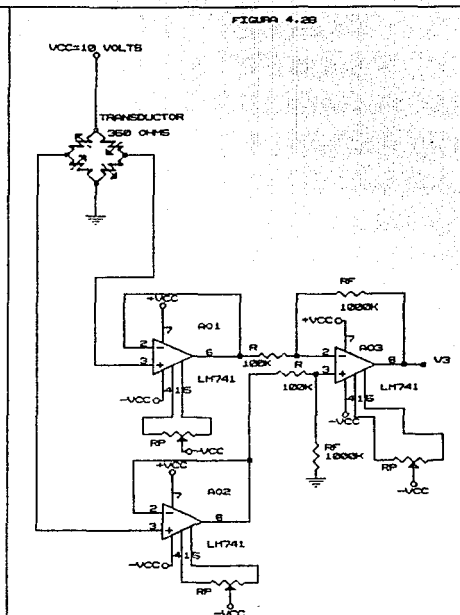 FIGURA 4.28
VCC=10 VOLTS
TRANSDUCTOR
350 OHMS
RF
1000K
+VCC
AO1
+VCC
7
AO3
7
2
6
R
100K
2
6
V3
3
R
100K
3
LM741
LM741
4 1 5
-VCC
4 1 5
-VCC
RF
1000K
RP
-VCC
RP
-VCC
+VCC
7
AO2
2
6
3
LM741
-VCC
4 1 5
RP
-VCC